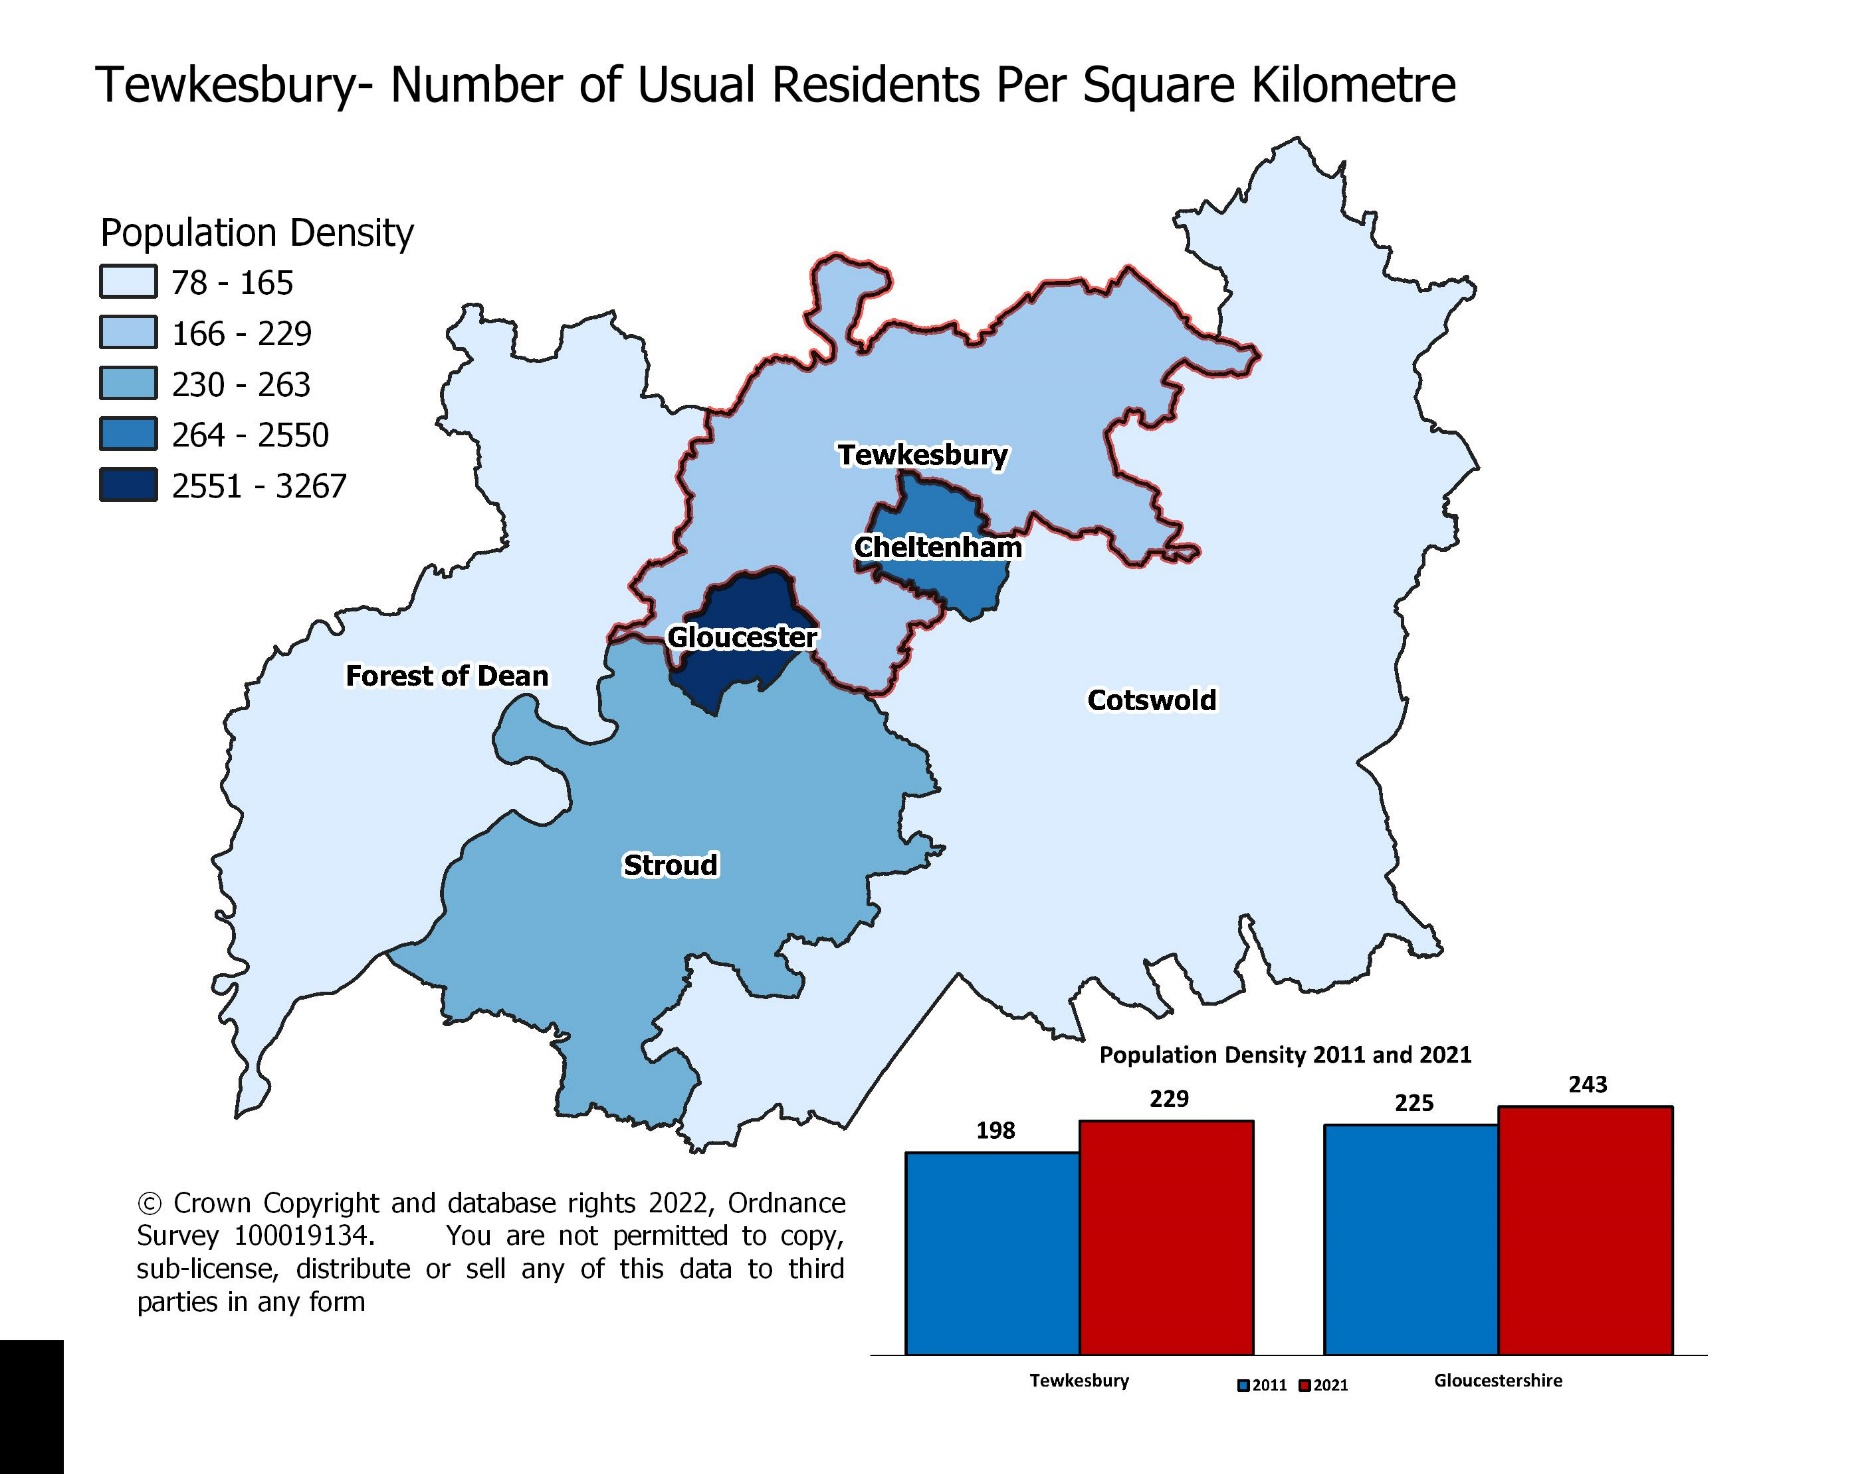 Tewkesbury- Number of Usual Residents Per Square Kilometre
Population Density
78 - 165
166 - 229
230 - 263
264 - 2550
2551 - 3267
Tewkesbury
Cheltenham
Gloucester
Forest of Dean
Cotswold
Stroud
Population Density 2011 and 2021
198
229
225
243
Tewkesbury
2011
2021
Gloucestershire
© Crown Copyright and database rights 2022, Ordnance
Survey 100019134. You are not permitted to copy,
sub-license, distribute or sell any of this data to third
parties in any form